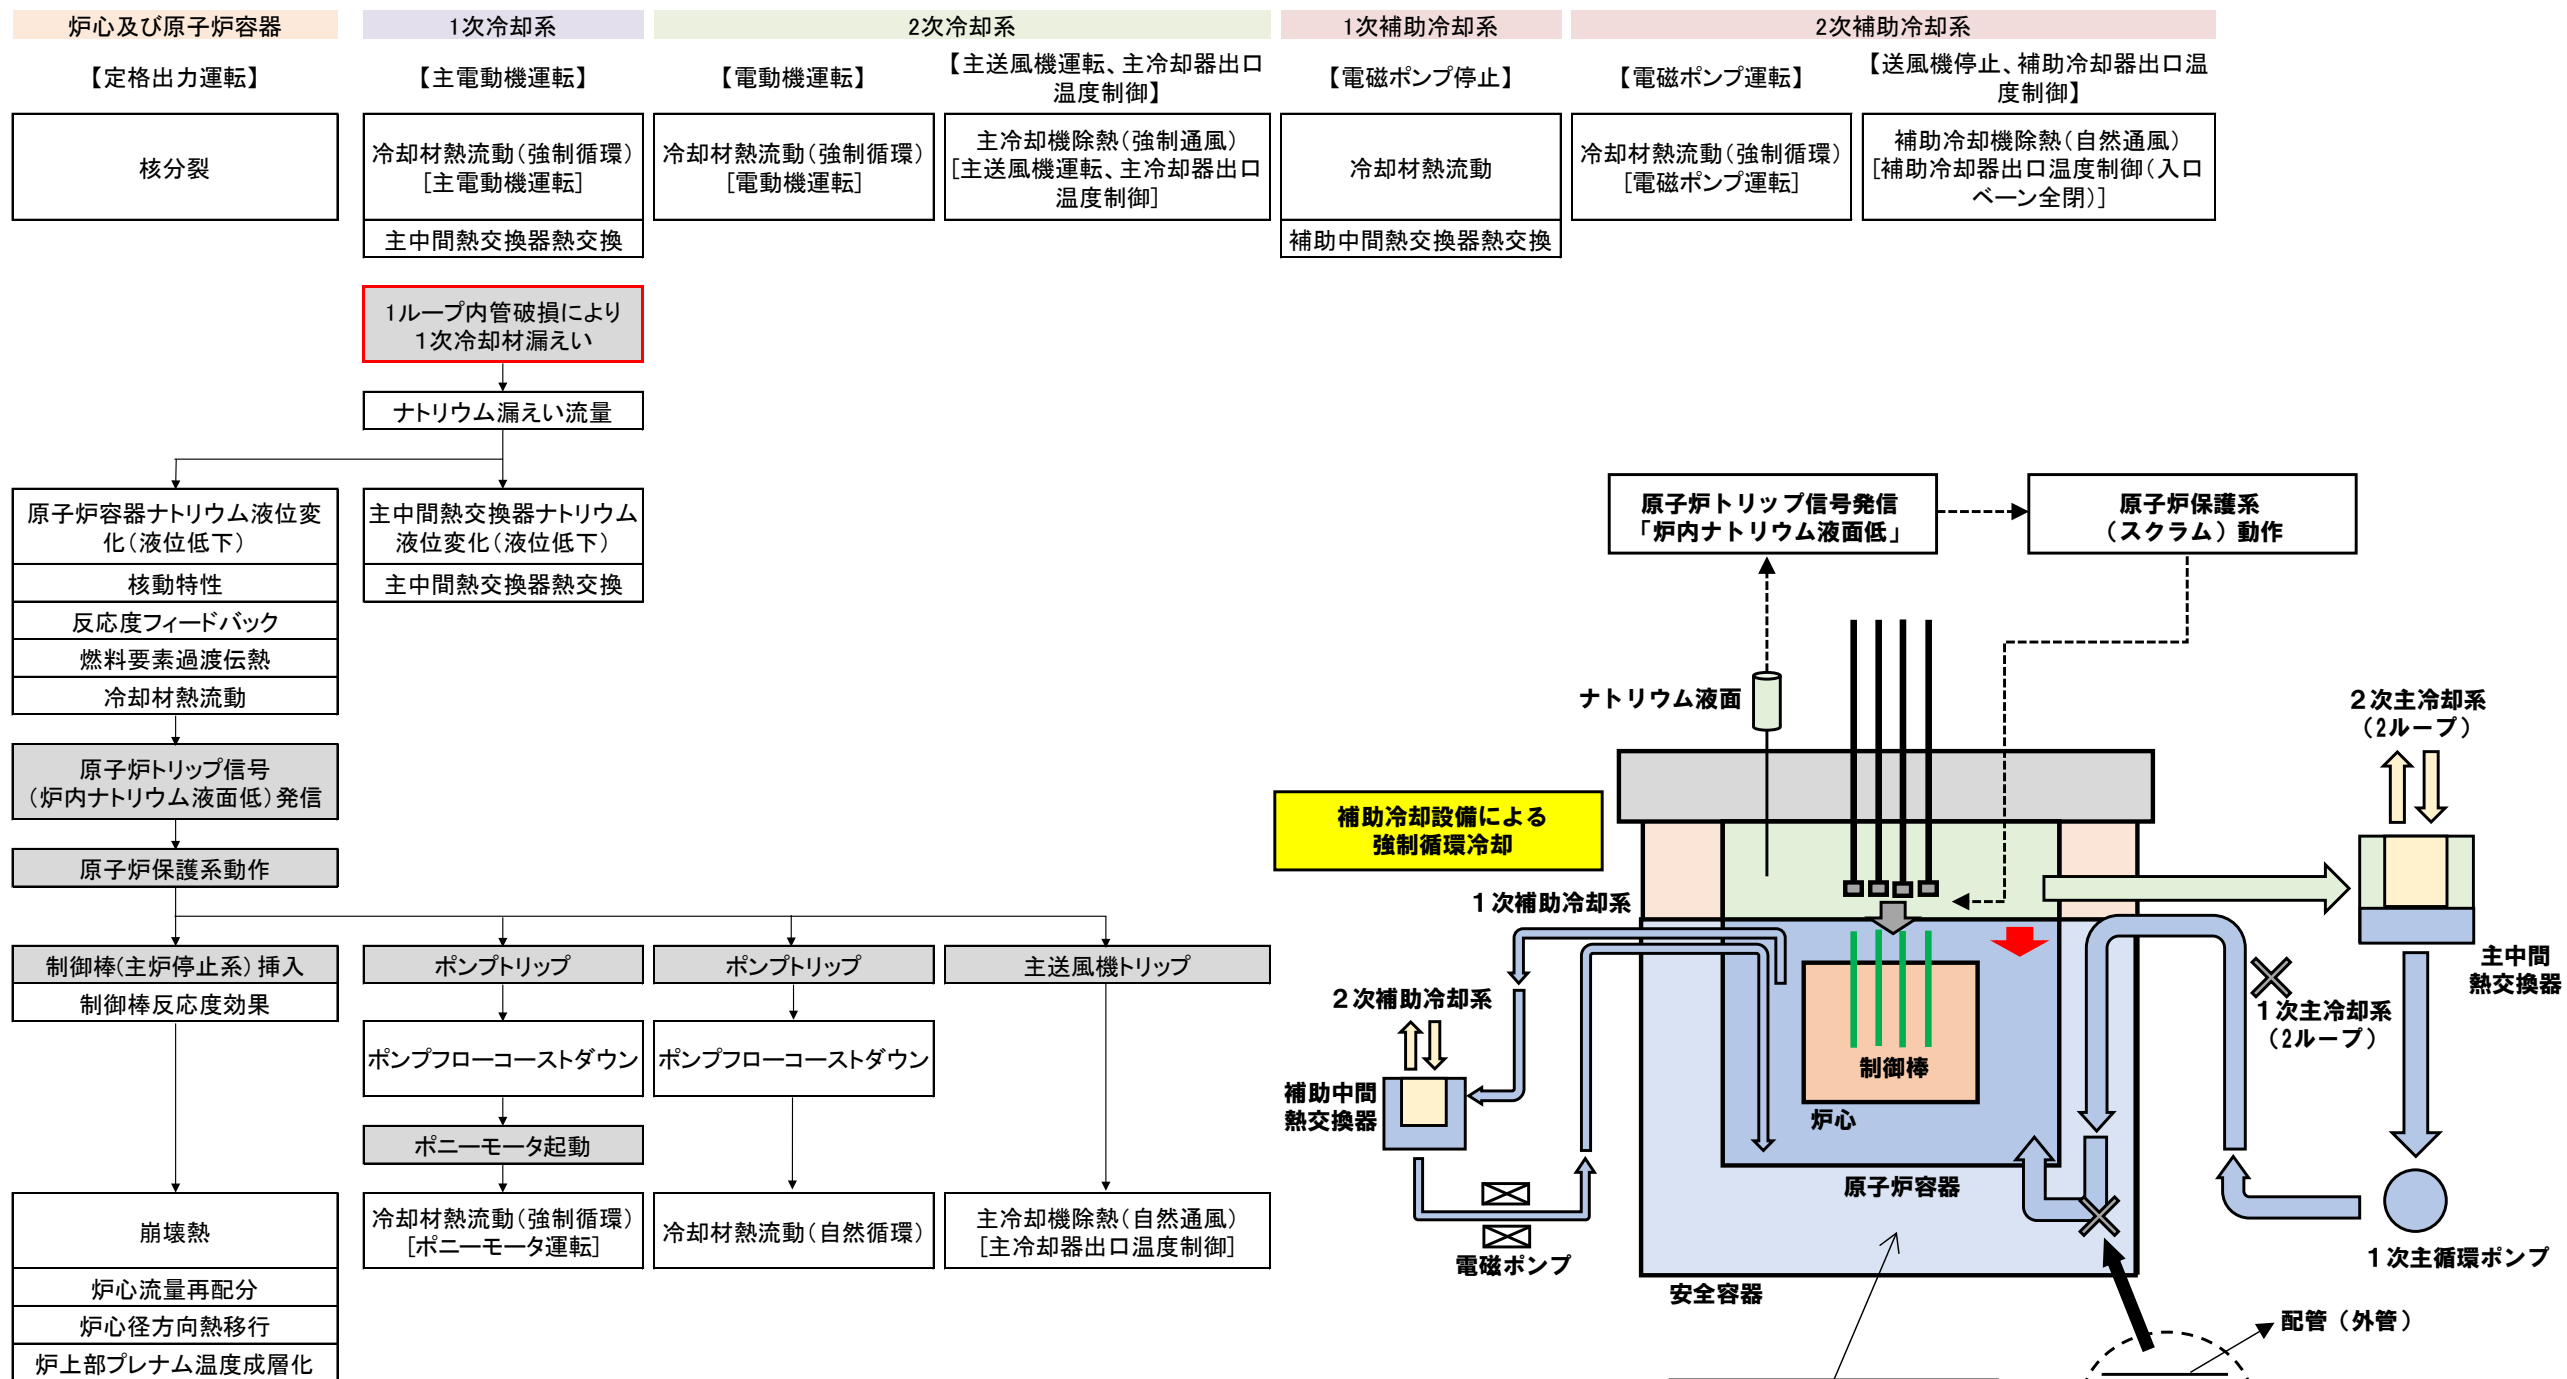 炉心及び原子炉容器
1次冷却系
2次冷却系
1次補助冷却系
2次補助冷却系
【定格出力運転】
【主電動機運転】
【電動機運転】
【主送風機運転、主冷却器出口
温度制御】
【電磁ポンプ停止】
【電磁ポンプ運転】
【送風機停止、補助冷却器出口温
度制御】
核分裂
冷却材熱流動（強制循環）
[主電動機運転]
主中間熱交換器熱交換
冷却材熱流動（強制循環）
[電動機運転]
主冷却機除熱（強制通風）
[主送風機運転、主冷却器出口
温度制御]
冷却材熱流動
補助中間熱交換器熱交換
冷却材熱流動（強制循環）
[電磁ポンプ運転]
補助冷却機除熱（自然通風）
[補助冷却器出口温度制御（入口
ベーン全閉）]
1ループ内管破損により
1次冷却材漏えい
ナトリウム漏えい流量
原子炉容器ナトリウム液位変
化（液位低下）
核動特性
反応度フィードバック
燃料要素過渡伝熱
冷却材熱流動
主中間熱交換器ナトリウム
液位変化（液位低下）
主中間熱交換器熱交換
原子炉トリップ信号
（炉内ナトリウム液面低）発信
原子炉保護系動作
制御棒(主炉停止系)挿入
制御棒反応度効果
ポンプトリップ
ポンプトリップ
主送風機トリップ
ポンプフローコーストダウン
ポンプフローコーストダウン
ポニーモータ起動
崩壊熱
炉心流量再配分
炉心径方向熱移行
炉上部プレナム温度成層化
冷却材熱流動（強制循環）
[ポニーモータ運転]
冷却材熱流動（自然循環）
主冷却機除熱（自然通風）
[主冷却器出口温度制御]
原子炉トリップ信号発信
「炉内ナトリウム液面低」
原子炉保護系
（スクラム）動作
ナトリウム液面
2次主冷却系
（2ループ）
補助冷却設備による
強制循環冷却
1次補助冷却系
2次補助冷却系
補助中間
熱交換器
電磁ポンプ
制御棒
炉心
原子炉容器
安全容器
主中間
熱交換器
1次主冷却系
（2ループ）
1次主循環ポンプ
配管（外管）